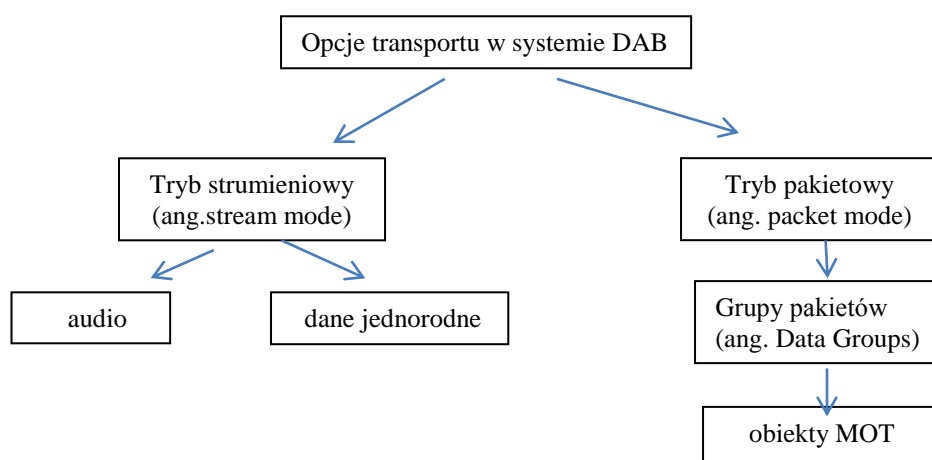 Opcje transportu w systemie DAB
Tryb strumieniowy
(ang.stream mode)
Tryb pakietowy
(ang. packet mode)
audio
dane jednorodne
Grupy pakietów
(ang. Data Groups)
obiekty MOT